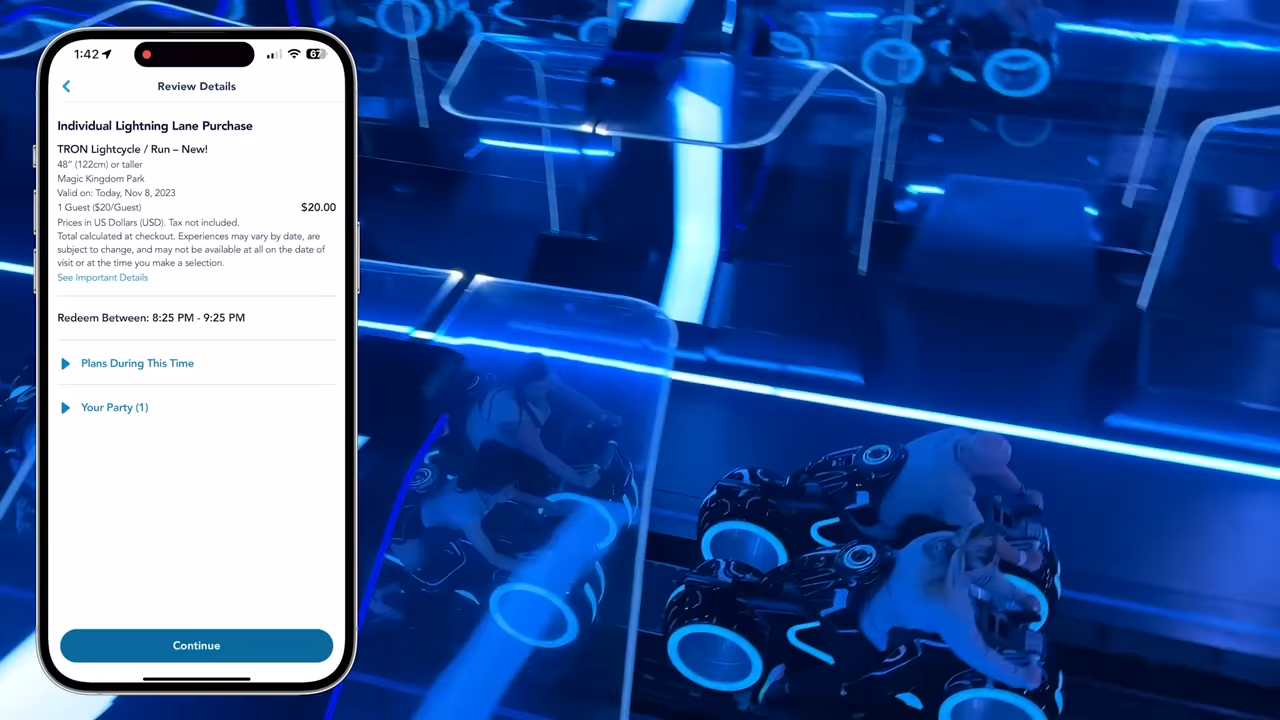 1:42
67
Review Details
Individual Lightning Lane Purchase
TRON Lightcycle / Run – New!
48" (122cm) or taller
Magic Kingdom Park
Valid on: Today, Nov 8, 2023
1 Guest ($20/Guest) $20.00
Prices in US Dollars (USD). Tax not included.
Total calculated at checkout. Experiences may vary by date, are
subject to change, and may not be available at all on the date of
visit or at the time you make a selection.
See Important Details
Redeem Between: 8:25 PM - 9:25 PM
Plans During This Time
Your Party (1)
Continue